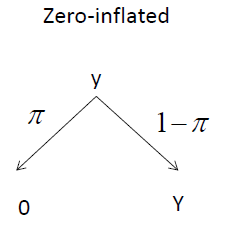 Zero-inflated
y
π 1−π
0 Y